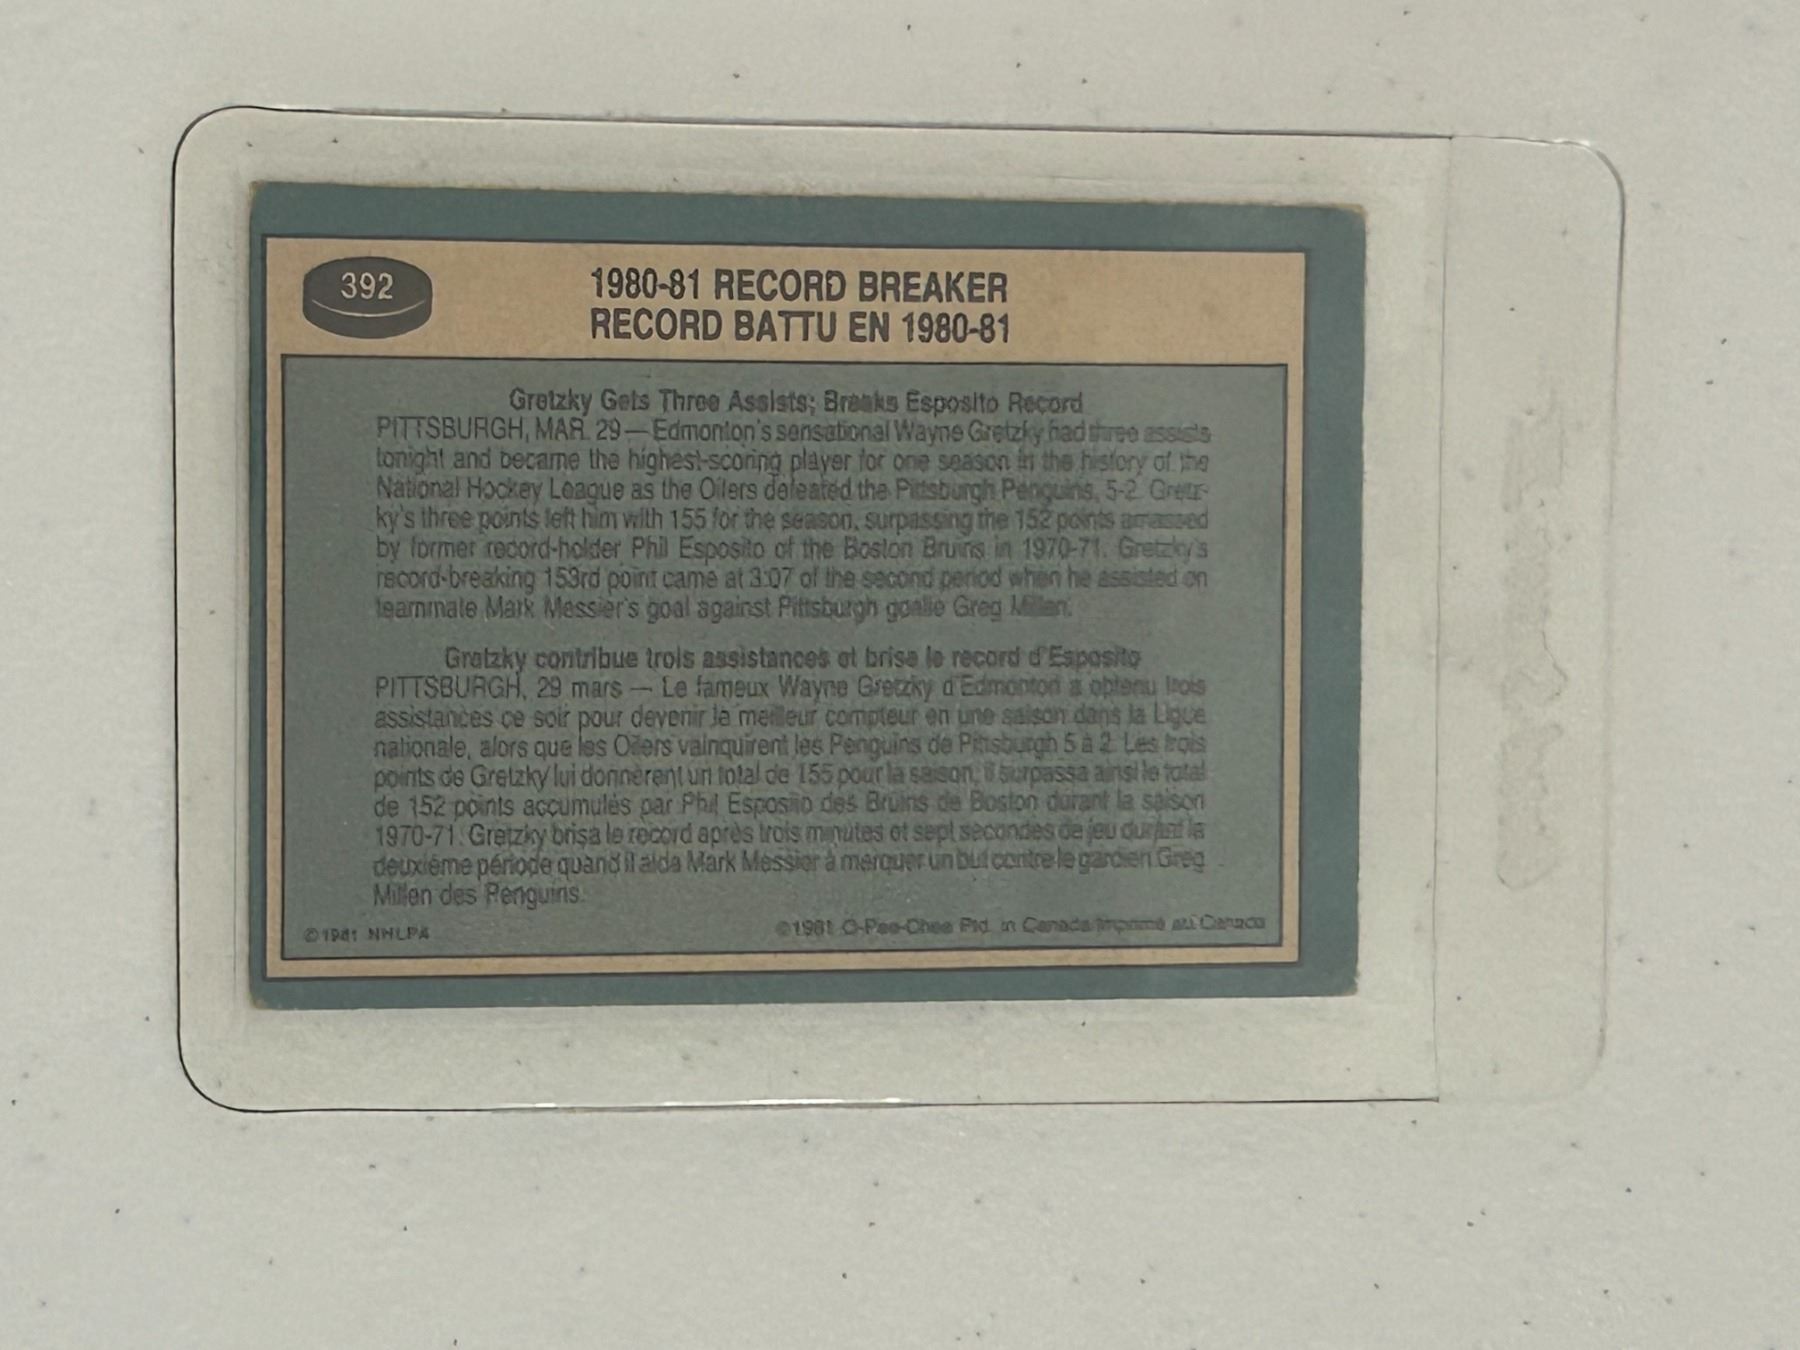 392
1980-81 RECORD BREAKER
RECORD BATTU EN 1980-81
Gretzky Gets Three Assists; Breaks Esposito Record
PITTSBURGH, MAR. 29 — Edmonton's sensational Wayne Gretzky had three assists
tonight and became the highest-scoring player for one season in the history of the
National Hockey League as the Oilers defeated the Pittsburgh Penguins, 5-2. Gretz-
ky's three points left him with 155 for the season, surpassing the 152 points amassed
by former record-holder Phil Esposito of the Boston Bruins in 1970-71. Gretzky's
record-breaking 153rd point came at 3:07 of the second period when he assisted on
teammate Mark Messier's goal against Pittsburgh goalie Greg Millen.
Gretzky contribue trois assistances et brise le record d'Esposito
PITTSBURGH, 29 mars — Le fameux Wayne Gretzky d'Edmonton a obtenu trois
assistances ce soir pour devenir le meilleur compteur en une saison dans la Ligue
nationale, alors que les Oilers vainquirent les Penguins de Pittsburgh 5 à 2. Les trois
points de Gretzky lui donnèrent un total de 155 pour la saison; il surpassa ainsi le total
de 152 points accumulés par Phil Esposito des Bruins de Boston durant la saison
1970-71. Gretzky brisa le record après trois minutes et sept secondes de jeu durant la
deuxième période quand il aida Mark Messier à marquer un but contre le gardien Greg
Millen des Penguins.
© 1981 NHLPA
© 1981 O-Pee-Chee Ptd. in Canada/Imprimé au Canada